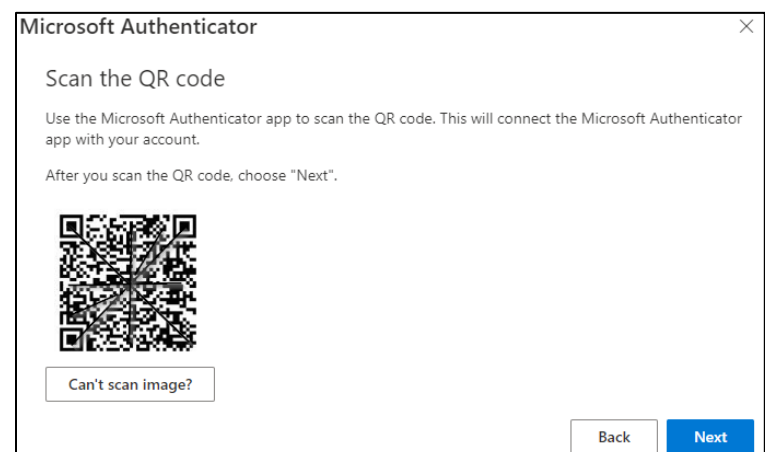 Microsoft Authenticator
Scan the QR code
Use the Microsoft Authenticator app to scan the QR code. This will connect the Microsoft Authenticator
app with your account.
After you scan the QR code, choose "Next".
Can't scan image?
Back
Next